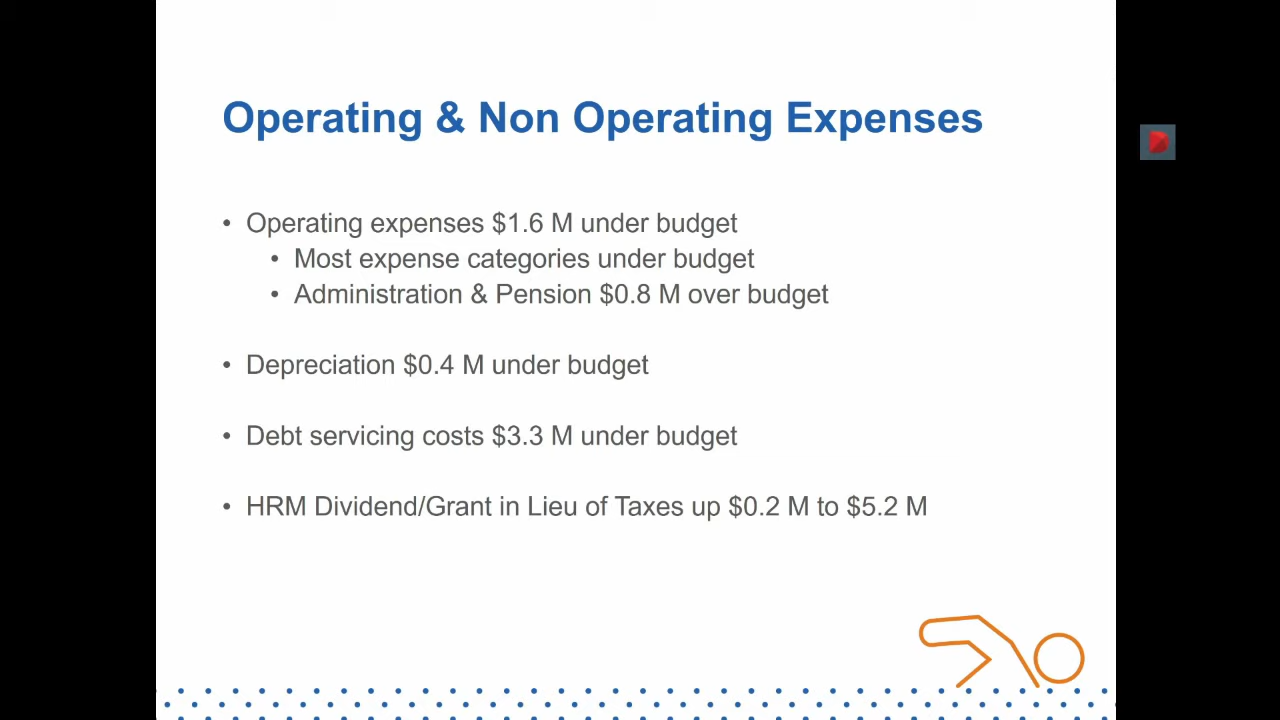 Operating & Non Operating Expenses
• Operating expenses $1.6 M under budget
• Most expense categories under budget
• Administration & Pension $0.8 M over budget
• Depreciation $0.4 M under budget
• Debt servicing costs $3.3 M under budget
• HRM Dividend/Grant in Lieu of Taxes up $0.2 M to $5.2 M